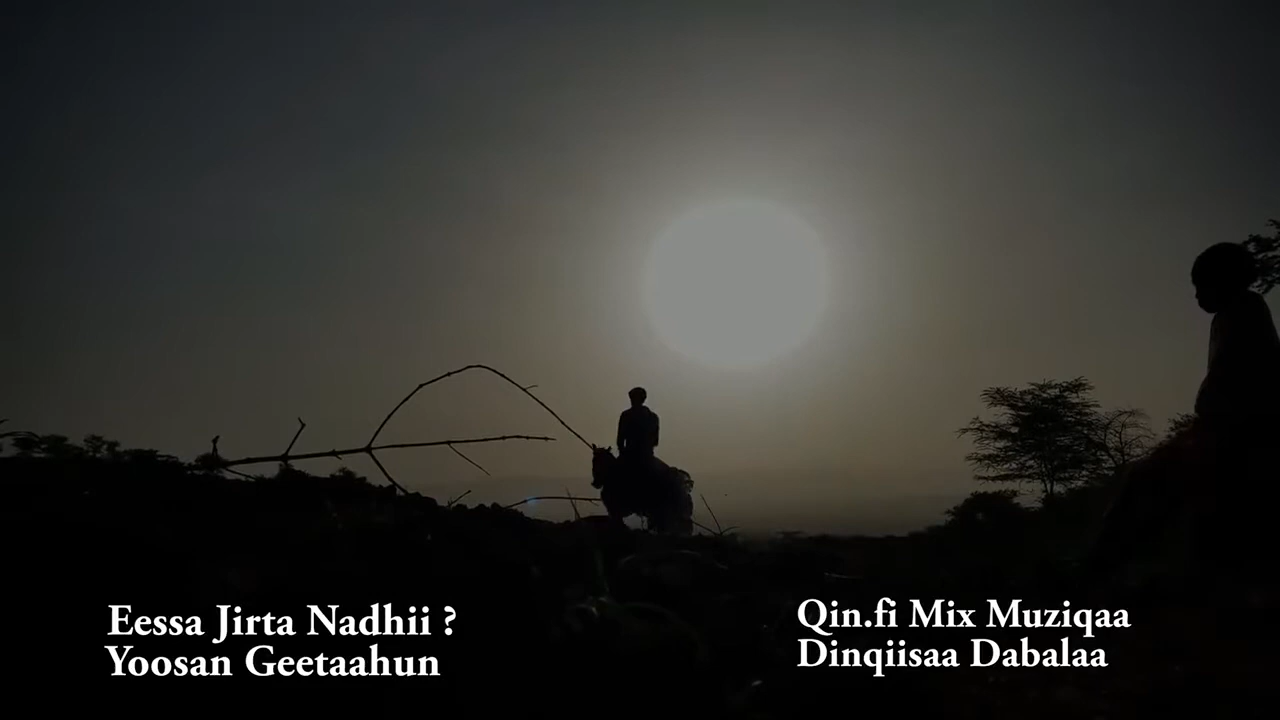 Eessa Jirta Nadhii ?
Yoosan Geetaahun
Qin.fi Mix Muziqaa
Dinqiisaa Dabalaa